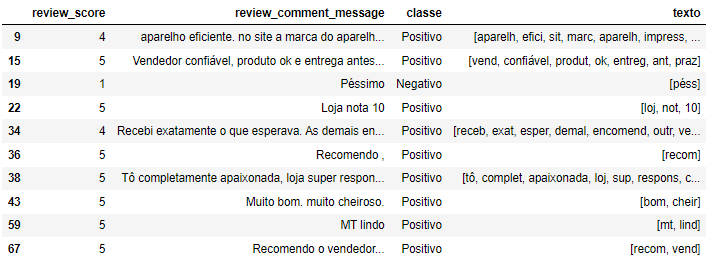 review_score review_comment_message classe texto
9 4 aparelho eficiente. no site a marca do aparelh... Positivo [aparelh, efici, sit, marc, aparelh, impress, ...
15 5 Vendedor confiável, produto ok e entrega antes... Positivo [vend, confiável, produt, ok, entreg, ant, praz]
19 1 Péssimo Negativo [péss]
22 5 Loja nota 10 Positivo [loj, not, 10]
34 4 Recebi exatamente o que esperava. As demais en... Positivo [receb, exat, esper, demal, encomend, outr, ve...
36 5 Recomendo , Positivo [recom]
38 5 Tô completamente apaixonada, loja super respon... Positivo [tô, complet, apaixonada, loj, sup, respons, c...
43 5 Muito bom. muito cheiroso. Positivo [bom, cheir]
59 5 MT lindo Positivo [mt, lind]
67 5 Recomendo o vendedor... Positivo [recom, vend]